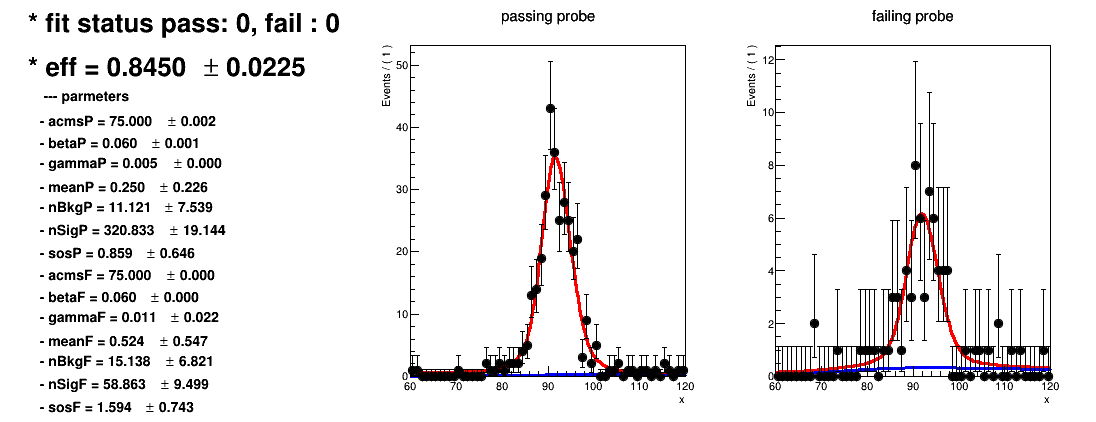 * fit status pass: 0, fail : 0
* eff = 0.8450 ± 0.0225
--- parmeters
- acmsP = 75.000 ± 0.002
- betaP = 0.060 ± 0.001
- gammaP = 0.005 ± 0.000
- meanP = 0.250 ± 0.226
- nBkgP = 11.121 ± 7.539
- nSigP = 320.833 ± 19.144
- sosP = 0.859 ± 0.646
- acmsF = 75.000 ± 0.000
- betaF = 0.060 ± 0.000
- gammaF = 0.011 ± 0.022
- meanF = 0.524 ± 0.547
- nBkgF = 15.138 ± 6.821
- nSigF = 58.863 ± 9.499
- sosF = 1.594 ± 0.743
passing probe
Events / ( 1 )
50
40
30
20
10
0
60 70 80 90 100 110 120
x
failing probe
Events / ( 1 )
12
10
8
6
4
2
0
60 70 80 90 100 110 120
x